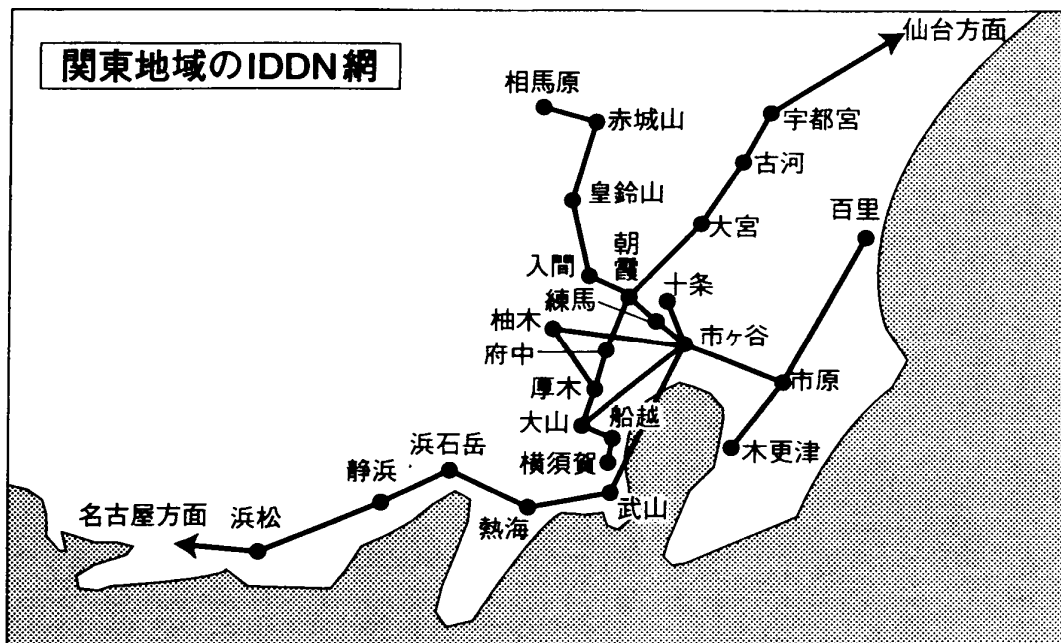 関東地域のIDDN網
仙台方面
相馬原
赤城山
宇都宮
古河
皇鈴山
百里
大宮
朝霞
入間
十条
練馬
柚木
市ヶ谷
府中
厚木
市原
大山
船越
浜石岳
横須賀
木更津
静浜
武山
熱海
名古屋方面
浜松